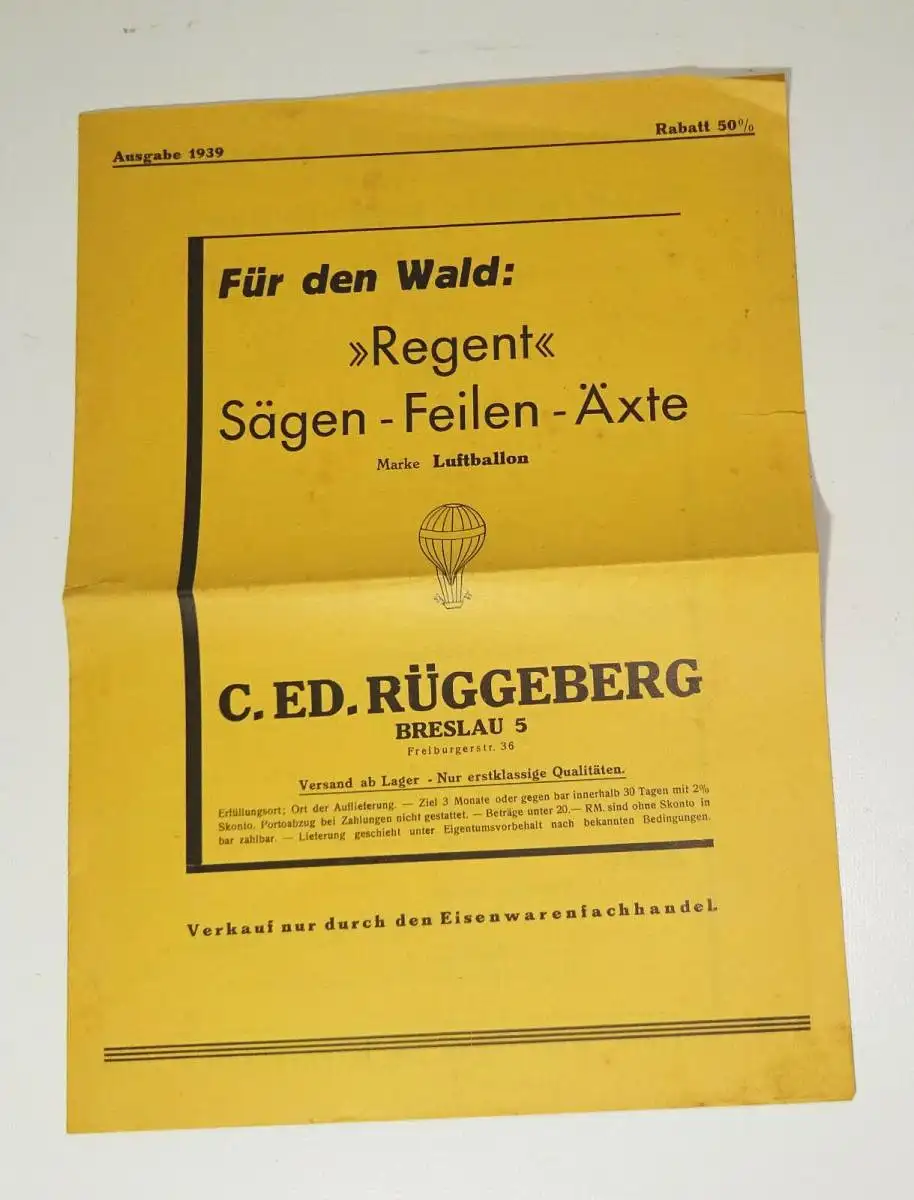 Ausgabe 1939
Rabatt 50%
Für den Wald:
»Regent«
Sägen - Feilen - Äxte
Marke Luftballon
C. ED. RÜGGEBERG
BRESLAU 5
Freiburgerstr. 36
Versand ab Lager - Nur erstklassige Qualitäten.
Erfüllungsort: Ort der Auflieferung. — Ziel 3 Monate oder gegen bar innerhalb 30 Tagen mit 2%
Skonto, Portoabzug bei Zahlungen nicht gestattet. — Beträge unter 20.— RM. sind ohne Skonto in
bar zahlbar. — Lieferung geschieht unter Eigentumsvorbehalt nach bekannten Bedingungen.
Verkauf nur durch den Eisenwarenfachhandel.